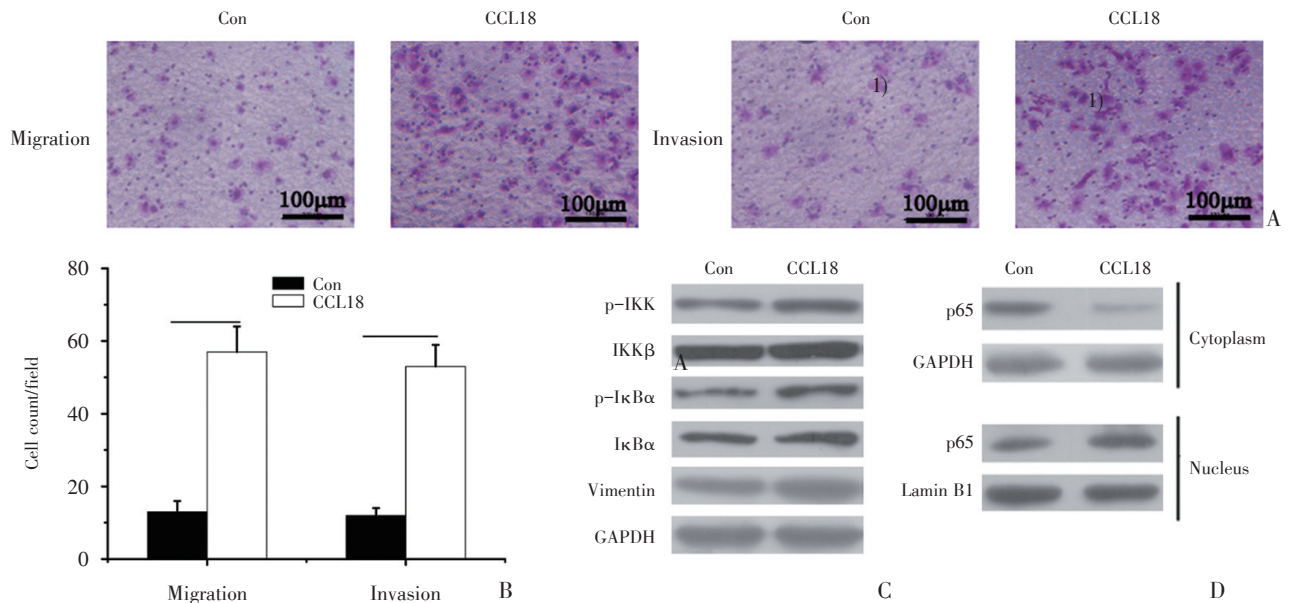 Con
CCL18
Con
CCL18
Migration
1)
100μm
100μm
Invasion
1)
100μm
100μm
A
80
60
40
20
0
Cell count/field
Con
CCL18
Migration
Invasion
B
Con
CCL18
p-IKK
IKKβ
A
p-IκBα
IκBα
Vimentin
GAPDH
C
Con
CCL18
p65
GAPDH
Cytoplasm
p65
Lamin B1
Nucleus
D